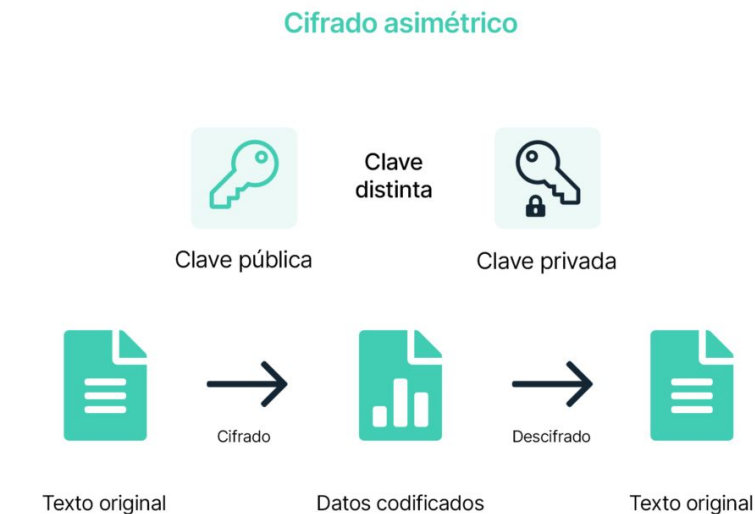 Cifrado asimétrico
Clave
distinta
Clave pública
Clave privada
Cifrado
Descifrado
Texto original
Datos codificados
Texto original